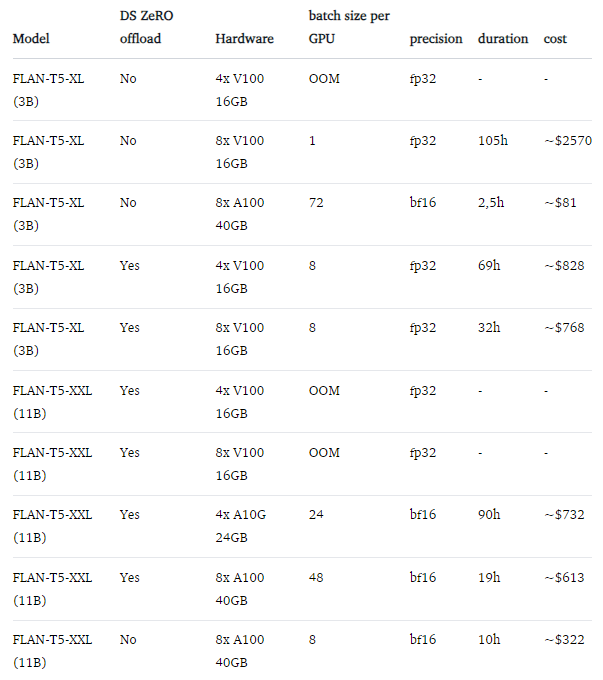 Model DS ZeRO offload Hardware batch size per GPU precision duration cost
FLAN-T5-XL (3B) No 4x V100 16GB OOM fp32 - -
FLAN-T5-XL (3B) No 8x V100 16GB 1 fp32 105h ~$2570
FLAN-T5-XL (3B) No 8x A100 40GB 72 bf16 2,5h ~$81
FLAN-T5-XL (3B) Yes 4x V100 16GB 8 fp32 69h ~$828
FLAN-T5-XL (3B) Yes 8x V100 16GB 8 fp32 32h ~$768
FLAN-T5-XXL (11B) Yes 4x V100 16GB OOM fp32 - -
FLAN-T5-XXL (11B) Yes 8x V100 16GB OOM fp32 - -
FLAN-T5-XXL (11B) Yes 4x A10G 24GB 24 bf16 90h ~$732
FLAN-T5-XXL (11B) Yes 8x A100 40GB 48 bf16 19h ~$613
FLAN-T5-XXL (11B) No 8x A100 40GB 8 bf16 10h ~$322